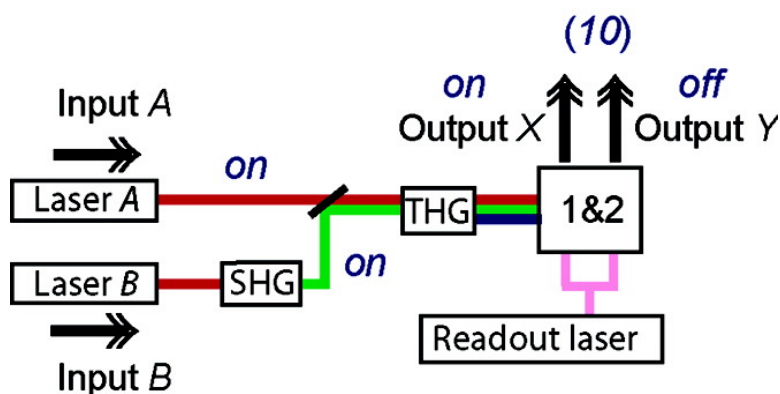 (10)
on
off
Input A
Output X
Output Y
on
Laser A
THG
1&2
on
Laser B
SHG
Readout laser
Input B